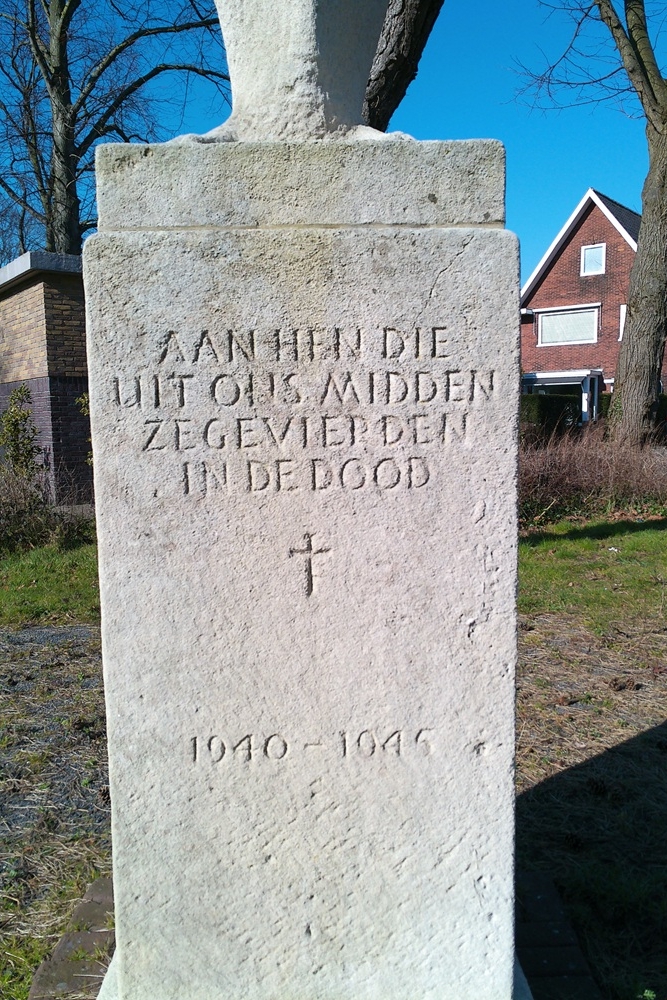 AAN HEN DIE
UIT ONS MIDDEN
ZEGEVIERDEN
IN DE DOOD
1940 - 1945